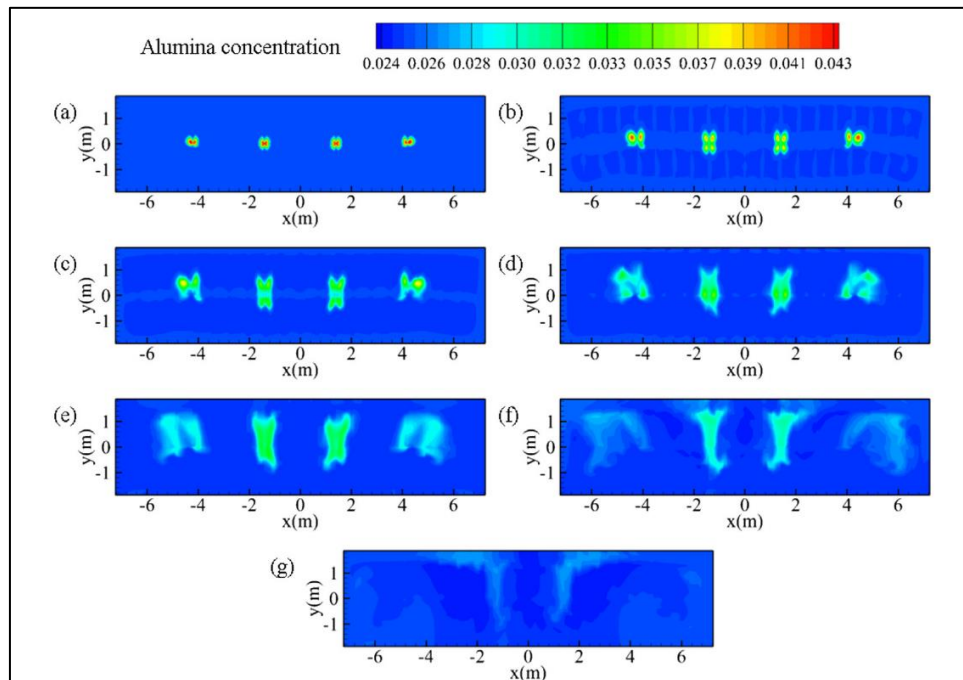 Alumina concentration
0.024 0.026 0.028 0.030 0.032 0.033 0.035 0.037 0.039 0.041 0.043
(a) (b)
y(m) 1 0 -1 y(m) 1 0 -1
-6 -4 -2 0 2 4 6 -6 -4 -2 0 2 4 6
x(m) x(m)
(c) (d)
y(m) 1 0 -1 y(m) 1 0 -1
-6 -4 -2 0 2 4 6 -6 -4 -2 0 2 4 6
x(m) x(m)
(e) (f)
y(m) 1 0 -1 y(m) 1 0 -1
-6 -4 -2 0 2 4 6 -6 -4 -2 0 2 4 6
x(m) x(m)
(g)
y(m) 1 0 -1
-6 -4 -2 0 2 4 6
x(m)